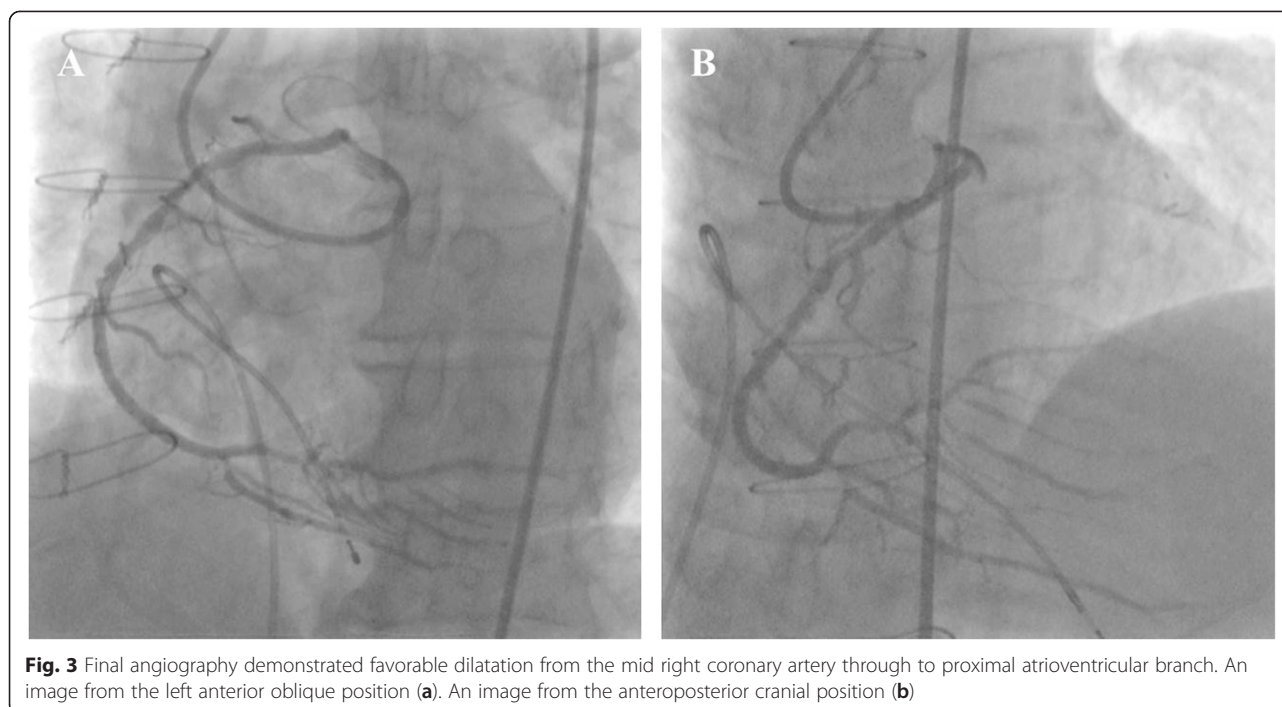 A
B
Fig. 3 Final angiography demonstrated favorable dilatation from the mid right coronary artery through to proximal atrioventricular branch. An
image from the left anterior oblique position (a). An image from the anteroposterior cranial position (b)